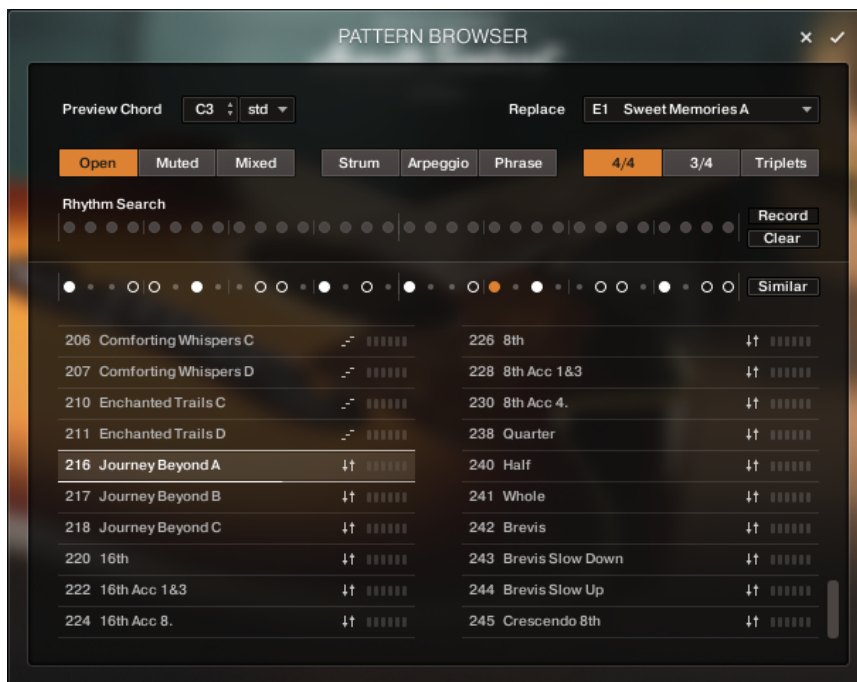 PATTERN BROWSER
Preview Chord C3 std Replace E1 Sweet Memories A
Open Muted Mixed Strum Arpeggio Phrase 4/4 3/4 Triplets
Rhythm Search
Record
Clear
Similar
206 Comforting Whispers C
207 Comforting Whispers D
210 Enchanted Trails C
211 Enchanted Trails D
216 Journey Beyond A
217 Journey Beyond B
218 Journey Beyond C
220 16th
222 16th Acc 1&3
224 16th Acc 8.
226 8th
228 8th Acc 1&3
230 8th Acc 4.
238 Quarter
240 Half
241 Whole
242 Brevis
243 Brevis Slow Down
244 Brevis Slow Up
245 Crescendo 8th